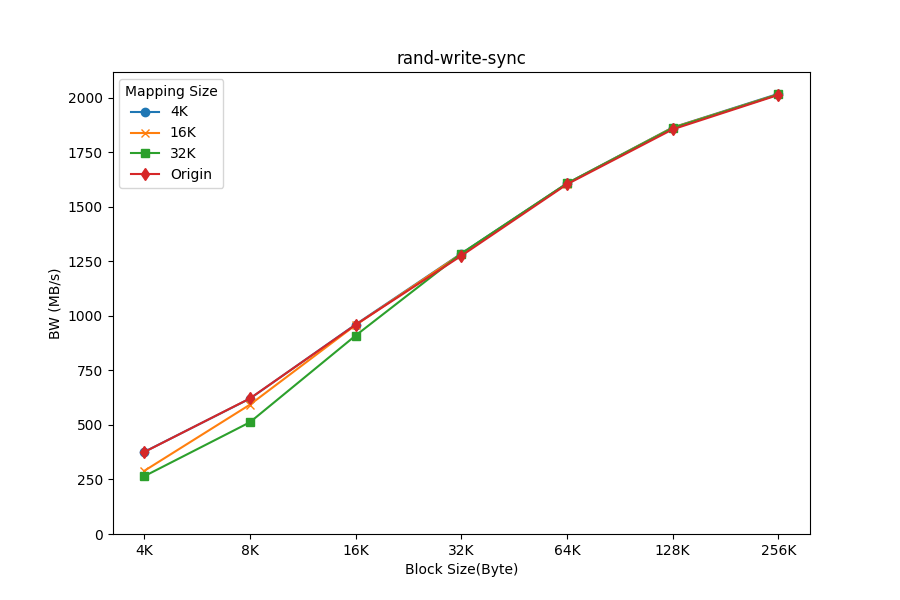 rand-write-sync
Mapping Size
4K
16K
32K
Origin
BW (MB/s)
2000
1750
1500
1250
1000
750
500
250
0
4K 8K 16K 32K 64K 128K 256K
Block Size(Byte)